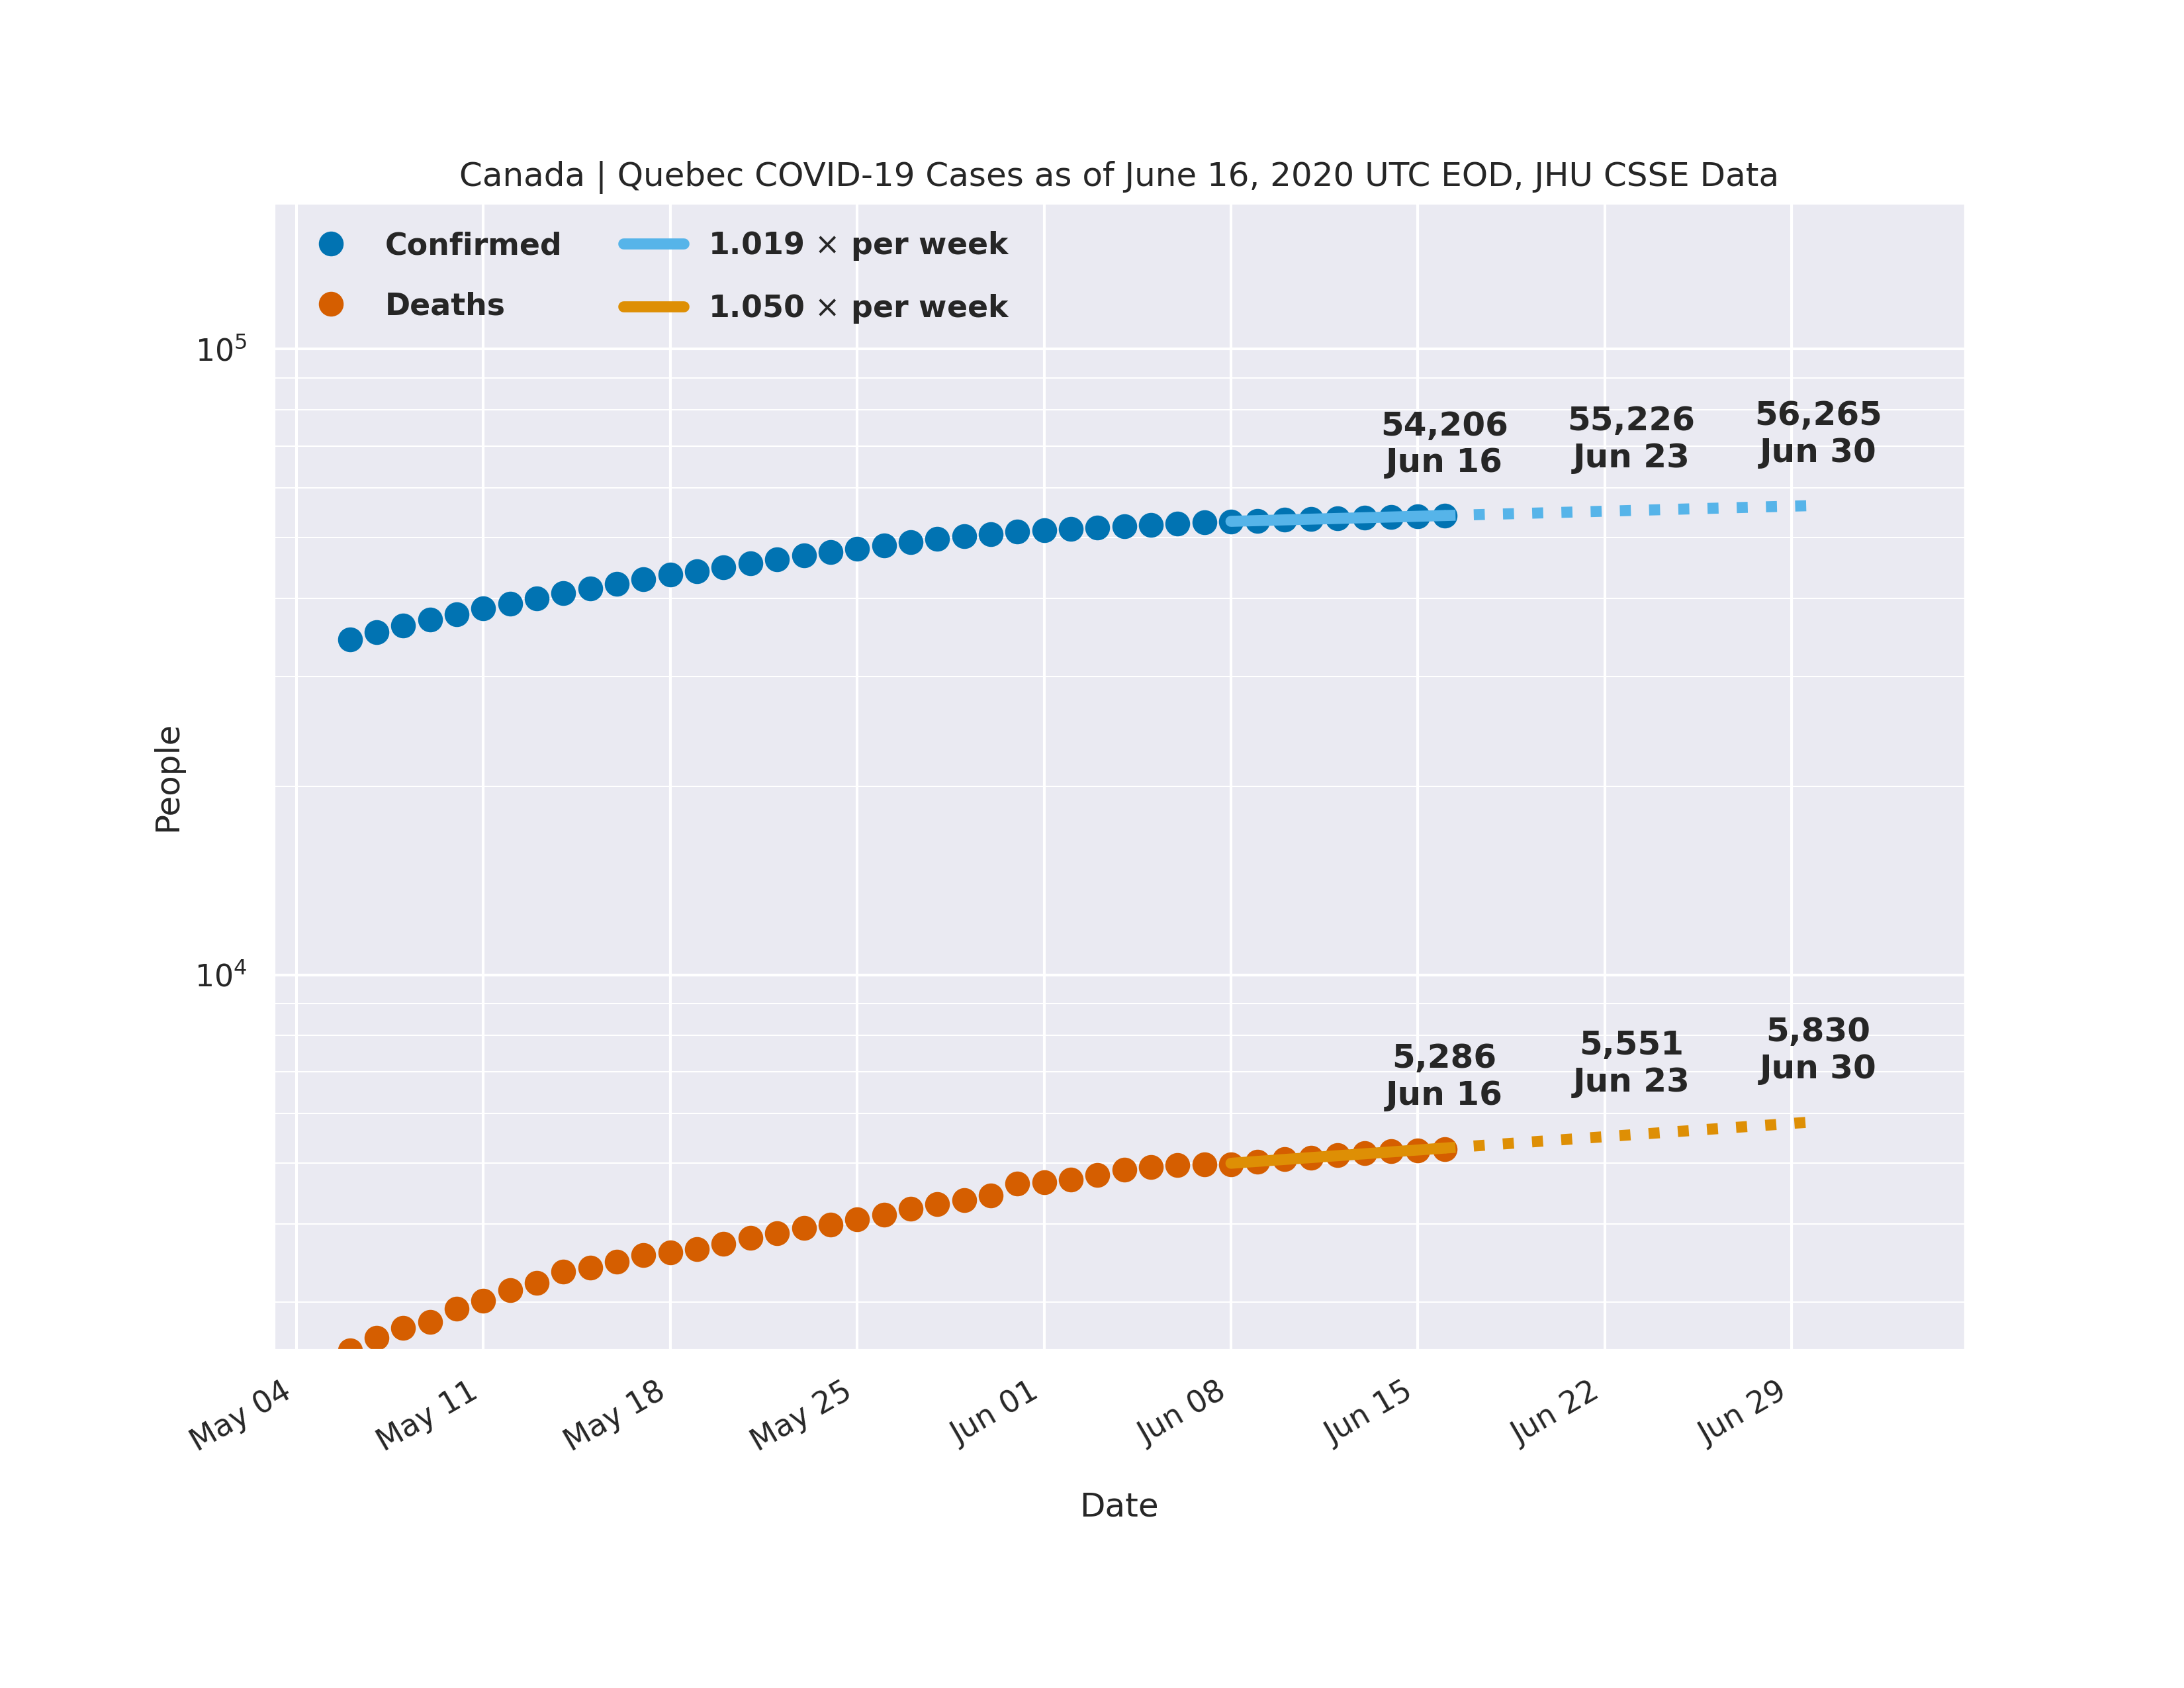 Canada | Quebec COVID-19 Cases as of June 16, 2020 UTC EOD, JHU CSSE Data
Confirmed
Deaths
1.019 × per week
1.050 × per week
10⁵
10⁴
People
54,206
Jun 16
55,226
Jun 23
56,265
Jun 30
5,286
Jun 16
5,551
Jun 23
5,830
Jun 30
May 04
May 11
May 18
May 25
Jun 01
Jun 08
Jun 15
Jun 22
Jun 29
Date